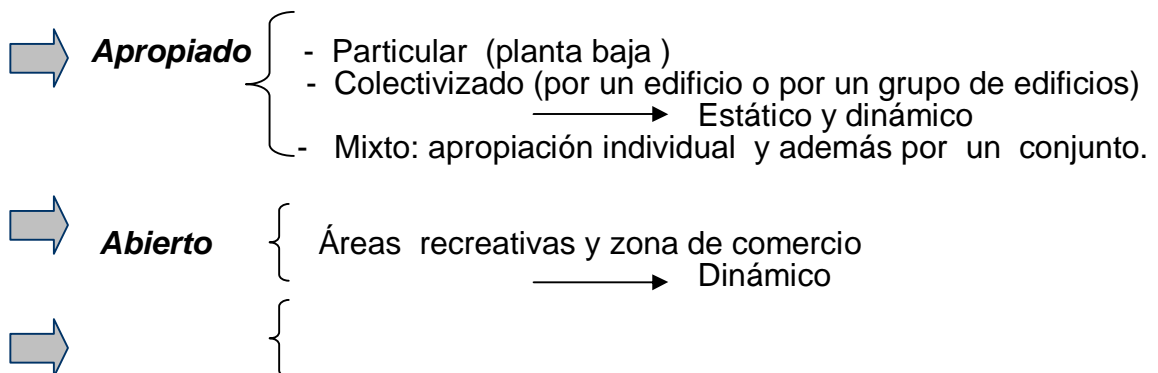 Apropiado - Particular (planta baja )
- Colectivizado (por un edificio o por un grupo de edificios)
Estático y dinámico
- Mixto: apropiación individual y además por un conjunto.
Abierto Áreas recreativas y zona de comercio
Dinámico